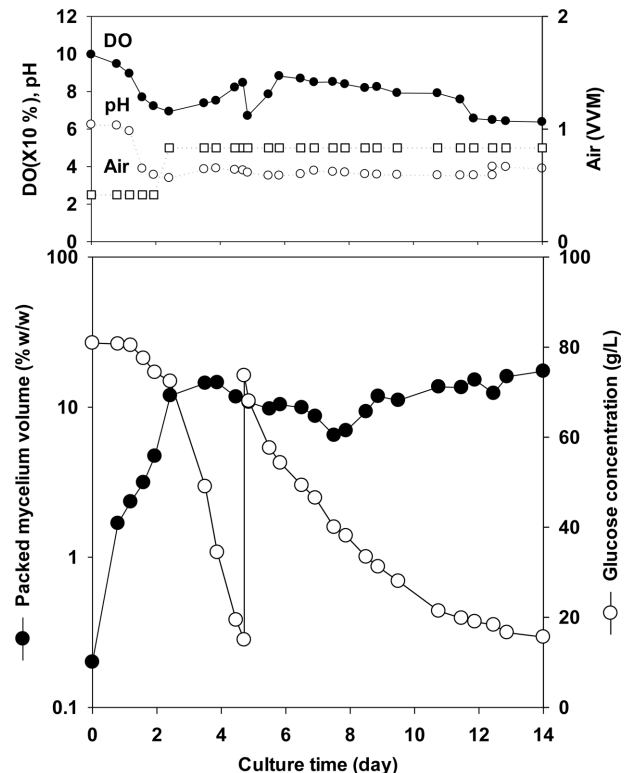 12
10
8
6
4
2
0
DO(X10 %), pH
DO
pH
Air
2
1
0
Air (VVM)
100
10
1
0.1
Packed mycelium volume (% w/w)
100
80
60
40
20
0
Glucose concentration (g/L)
0 2 4 6 8 10 12 14
Culture time (day)